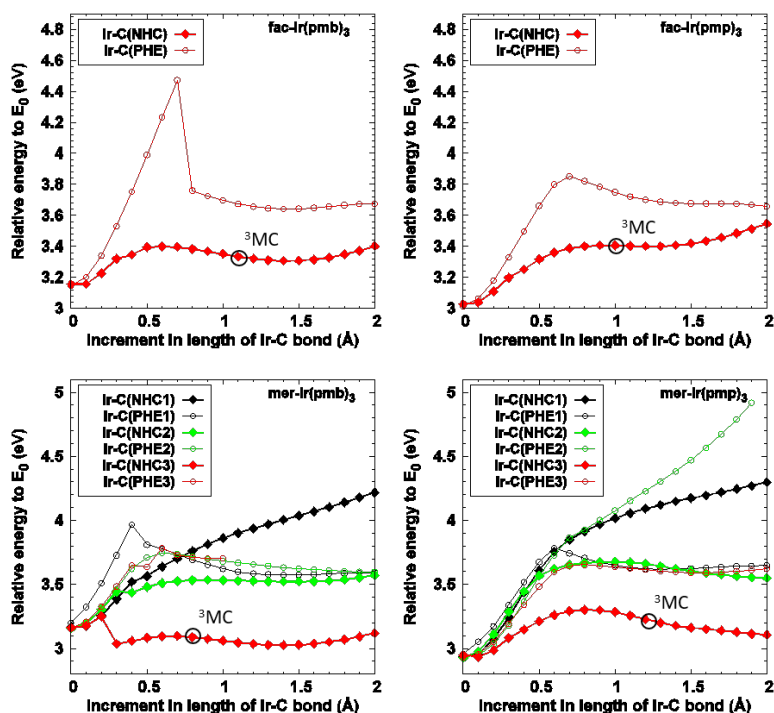 fac-Ir(pmb)3
Ir-C(NHC)
Ir-C(PHE)
3MC
Relative energy to E0 (eV)
4.8
4.6
4.4
4.2
4
3.8
3.6
3.4
3.2
3
0 0.5 1 1.5 2
Increment in length of Ir-C bond (Å)
fac-Ir(pmp)3
Ir-C(NHC)
Ir-C(PHE)
3MC
Relative energy to E0 (eV)
4.8
4.6
4.4
4.2
4
3.8
3.6
3.4
3.2
3
0 0.5 1 1.5 2
Increment in length of Ir-C bond (Å)
mer-Ir(pmb)3
Ir-C(NHC1)
Ir-C(PHE1)
Ir-C(NHC2)
Ir-C(PHE2)
Ir-C(NHC3)
Ir-C(PHE3)
3MC
Relative energy to E0 (eV)
5
4.5
4
3.5
3
0 0.5 1 1.5 2
Increment in length of Ir-C bond (Å)
mer-Ir(pmp)3
Ir-C(NHC1)
Ir-C(PHE1)
Ir-C(NHC2)
Ir-C(PHE2)
Ir-C(NHC3)
Ir-C(PHE3)
3MC
Relative energy to E0 (eV)
5
4.5
4
3.5
3
0 0.5 1 1.5 2
Increment in length of Ir-C bond (Å)